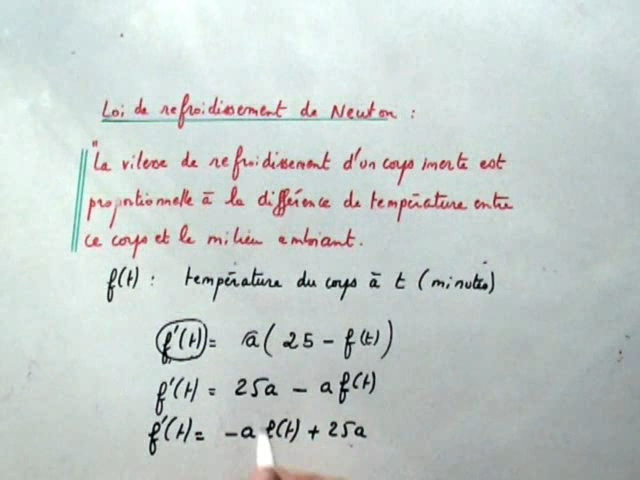 Loi de refroidissement de Newton :
"La vitesse de refroidissement d'un corps inerte est
proportionnelle à la différence de température entre
ce corps et le milieu ambiant.
f(t) : température du corps à t (minutes)
f'(t) = a( 25 - f(t))
f'(t) = 25a - a f(t)
f'(t) = -a f(t) + 25a